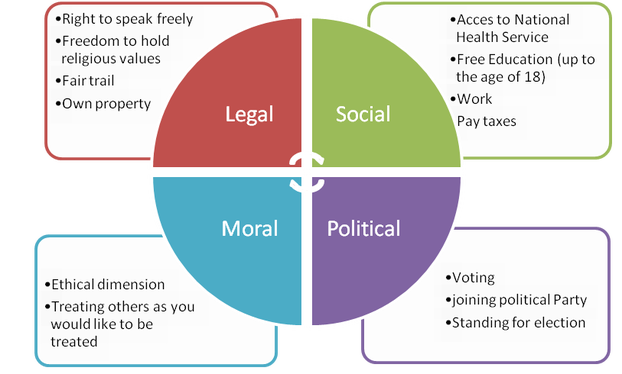 •Right to speak freely
•Freedom to hold
religious values
•Fair trail
•Own property
Legal
•Acces to National
Health Service
•Free Education (up to
the age of 18)
•Work
Pay taxes
Social
•Ethical dimension
•Treating others as you
would like to be
treated
Moral
•Voting
•joining political Party
•Standing for election
Political